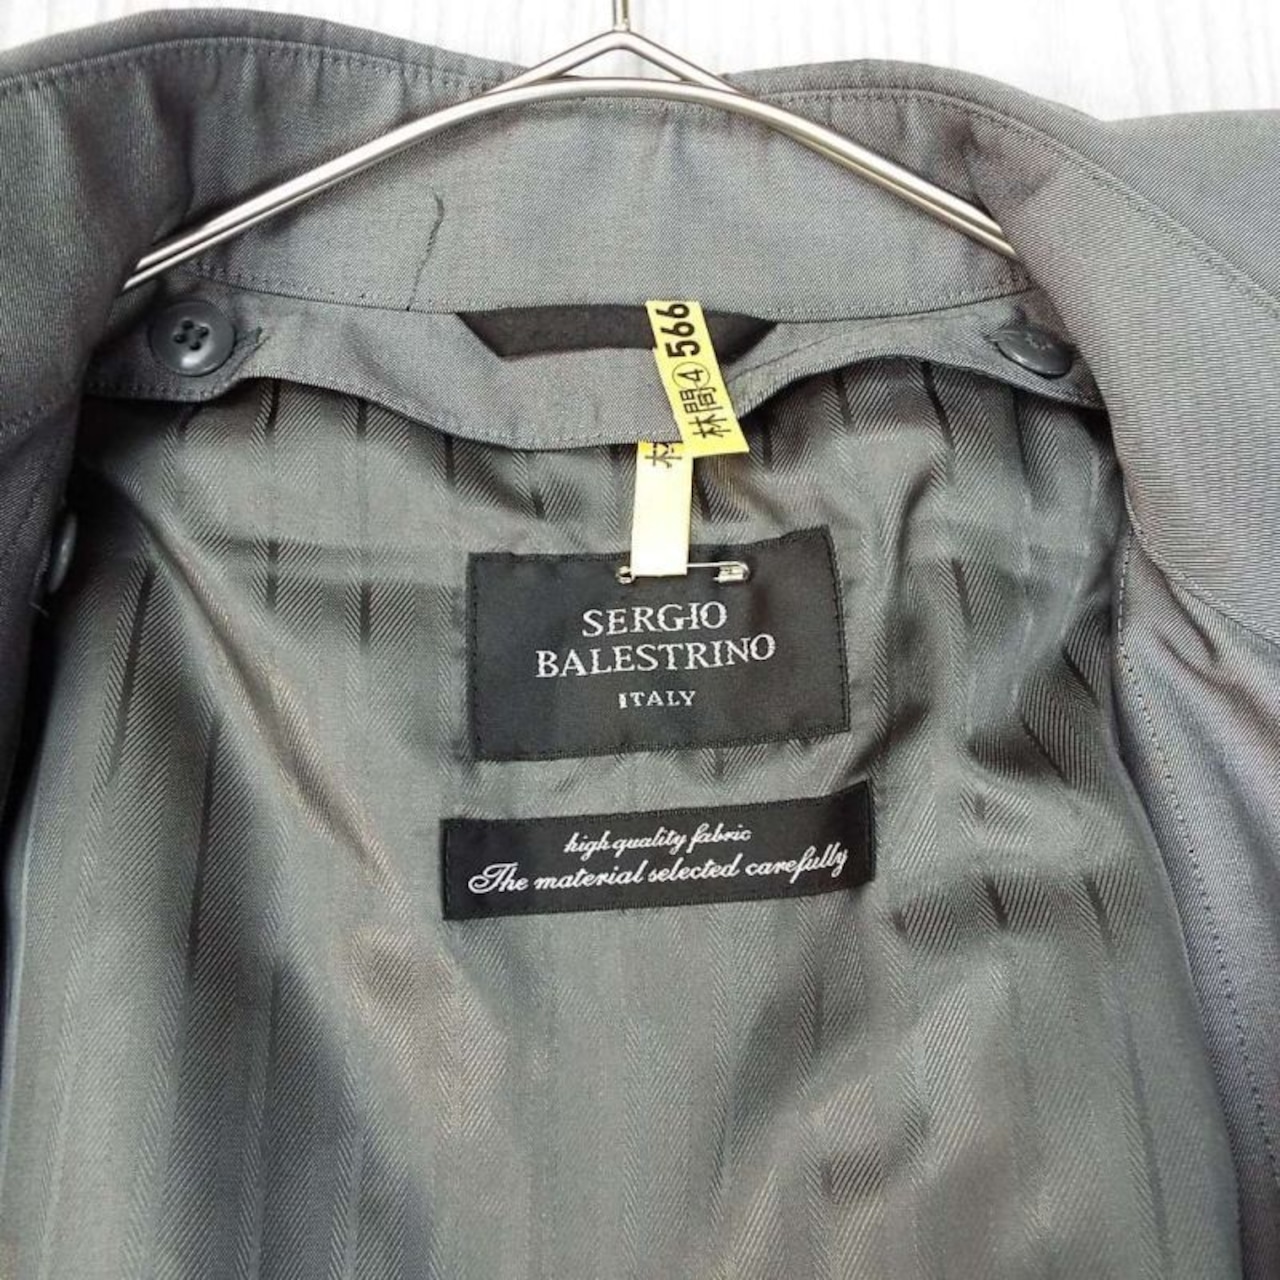 林間④566
SERGIO
BALESTRINO
ITALY
high quality fabric
The material selected carefully